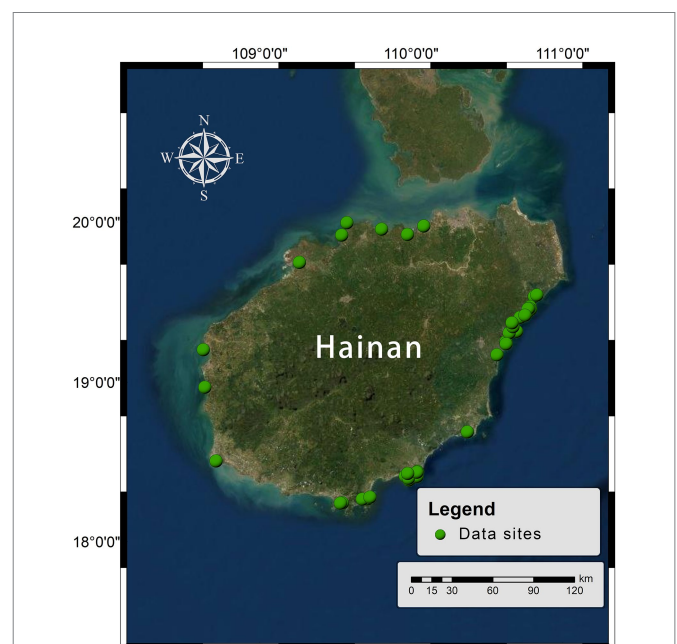 109°0'0" 110°0'0" 111°0'0"
N
W E
S
20°0'0"
Hainan
19°0'0"
Legend
Data sites
18°0'0"
km
0 15 30 60 90 120